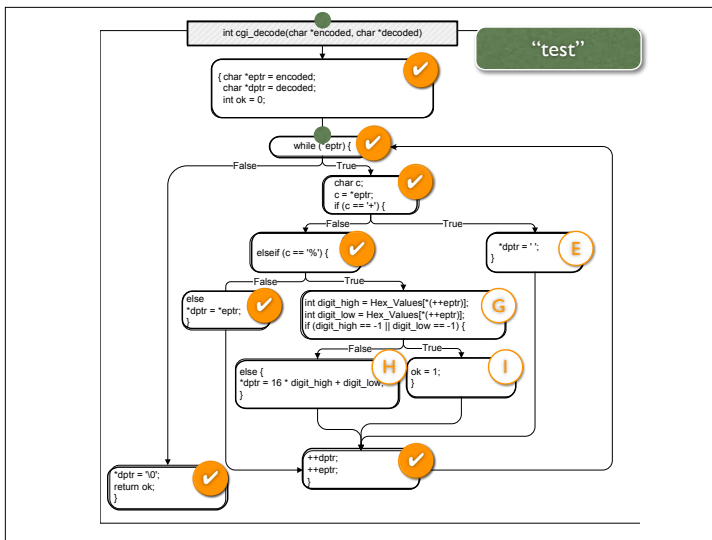 int cgi_decode(char *encoded, char *decoded)
“test”
{ char *eptr = encoded;
char *dptr = decoded;
int ok = 0;
while (*eptr) {
False
True
char c;
c = *eptr;
if (c == '+') {
False
True
elseif (c == '%') {
*dptr = ' ';
}
E
False
True
else
*dptr = *eptr;
}
int digit_high = Hex_Values[*(++eptr)];
int digit_low = Hex_Values[*(++eptr)];
if (digit_high == -1 || digit_low == -1) {
G
False
True
else {
*dptr = 16 * digit_high + digit_low;
}
H
ok = 1;
}
I
*dptr = '\0';
return ok;
}
++dptr;
++eptr;
}